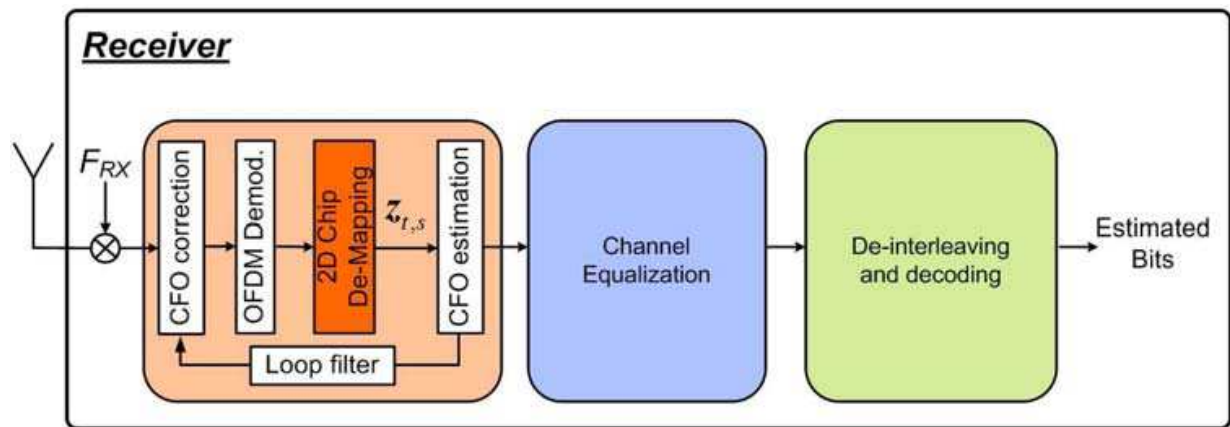 Receiver
F_RX
CFO correction
OFDM Demod.
2D Chip
De-Mapping
z_t,s
CFO estimation
Loop filter
Channel
Equalization
De-interleaving
and decoding
Estimated
Bits